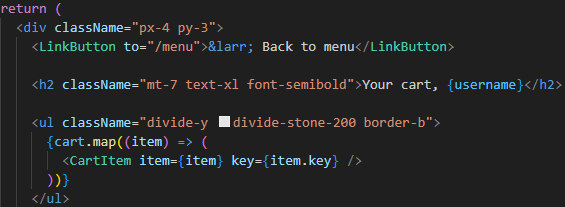 return (
<div className="px-4 py-3">
<LinkButton to="/menu">&larr; Back to menu</LinkButton>
<h2 className="mt-7 text-xl font-semibold">Your cart, {username}</h2>
<ul className="divide-y divide-stone-200 border-b">
{cart.map((item) => (
<CartItem item={item} key={item.key} />
))}
</ul>